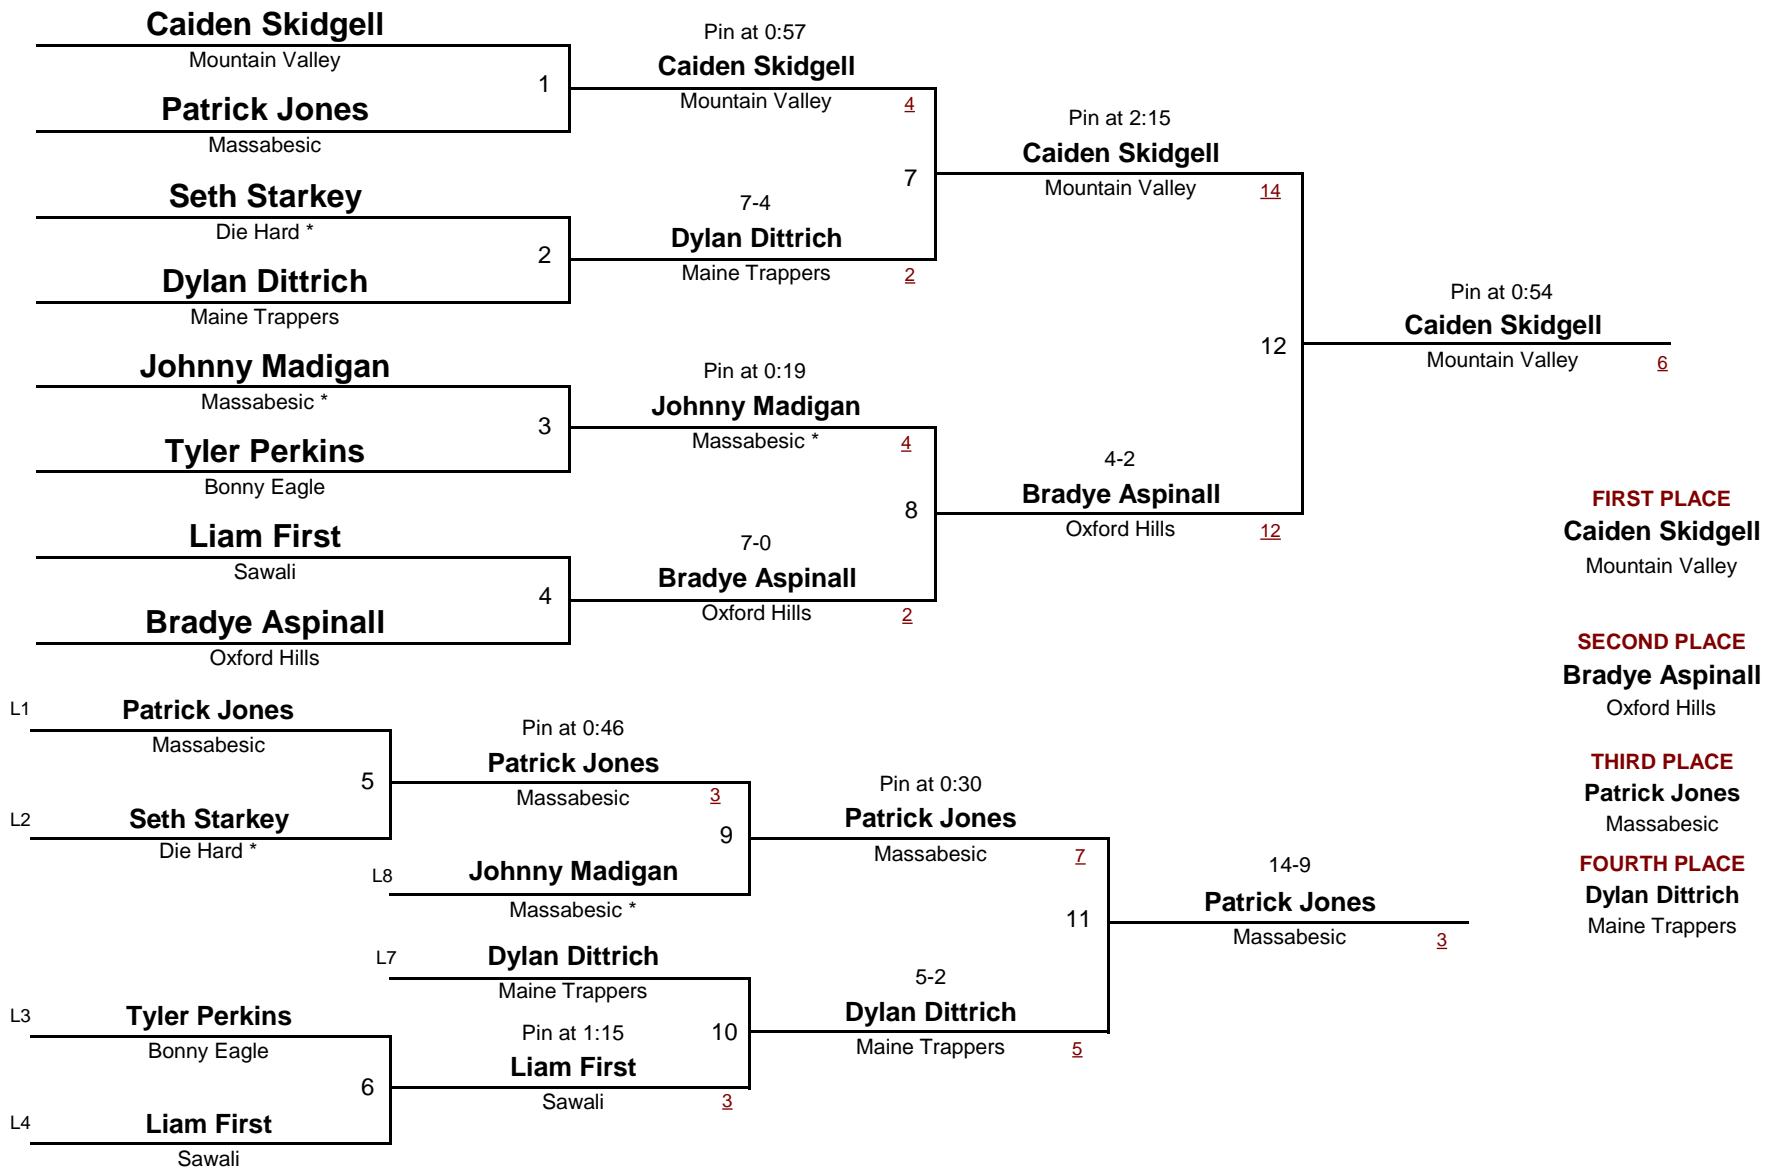 Caiden Skidgell
Mountain Valley
1
Patrick Jones
Massabesic
Pin at 0:57
Caiden Skidgell
Mountain Valley
4
Seth Starkey
Die Hard *
2
Dylan Dittrich
Maine Trappers
7-4
Dylan Dittrich
Maine Trappers
2
7
Pin at 2:15
Caiden Skidgell
Mountain Valley
14
Johnny Madigan
Massabesic *
3
Tyler Perkins
Bonny Eagle
Pin at 0:19
Johnny Madigan
Massabesic *
4
Liam First
Sawali
4
Bradye Aspinall
Oxford Hills
7-0
Bradye Aspinall
Oxford Hills
2
8
4-2
Bradye Aspinall
Oxford Hills
12
12
Pin at 0:54
Caiden Skidgell
Mountain Valley
6
FIRST PLACE
Caiden Skidgell
Mountain Valley
SECOND PLACE
Bradye Aspinall
Oxford Hills
THIRD PLACE
Patrick Jones
Massabesic
FOURTH PLACE
Dylan Dittrich
Maine Trappers
L1
Patrick Jones
Massabesic
5
L2
Seth Starkey
Die Hard *
Pin at 0:46
Patrick Jones
Massabesic
3
9
L8
Johnny Madigan
Massabesic *
Pin at 0:30
Patrick Jones
Massabesic
7
L7
Dylan Dittrich
Maine Trappers
L3
Tyler Perkins
Bonny Eagle
6
L4
Liam First
Sawali
Pin at 1:15
Liam First
Sawali
3
10
5-2
Dylan Dittrich
Maine Trappers
5
11
14-9
Patrick Jones
Massabesic
3